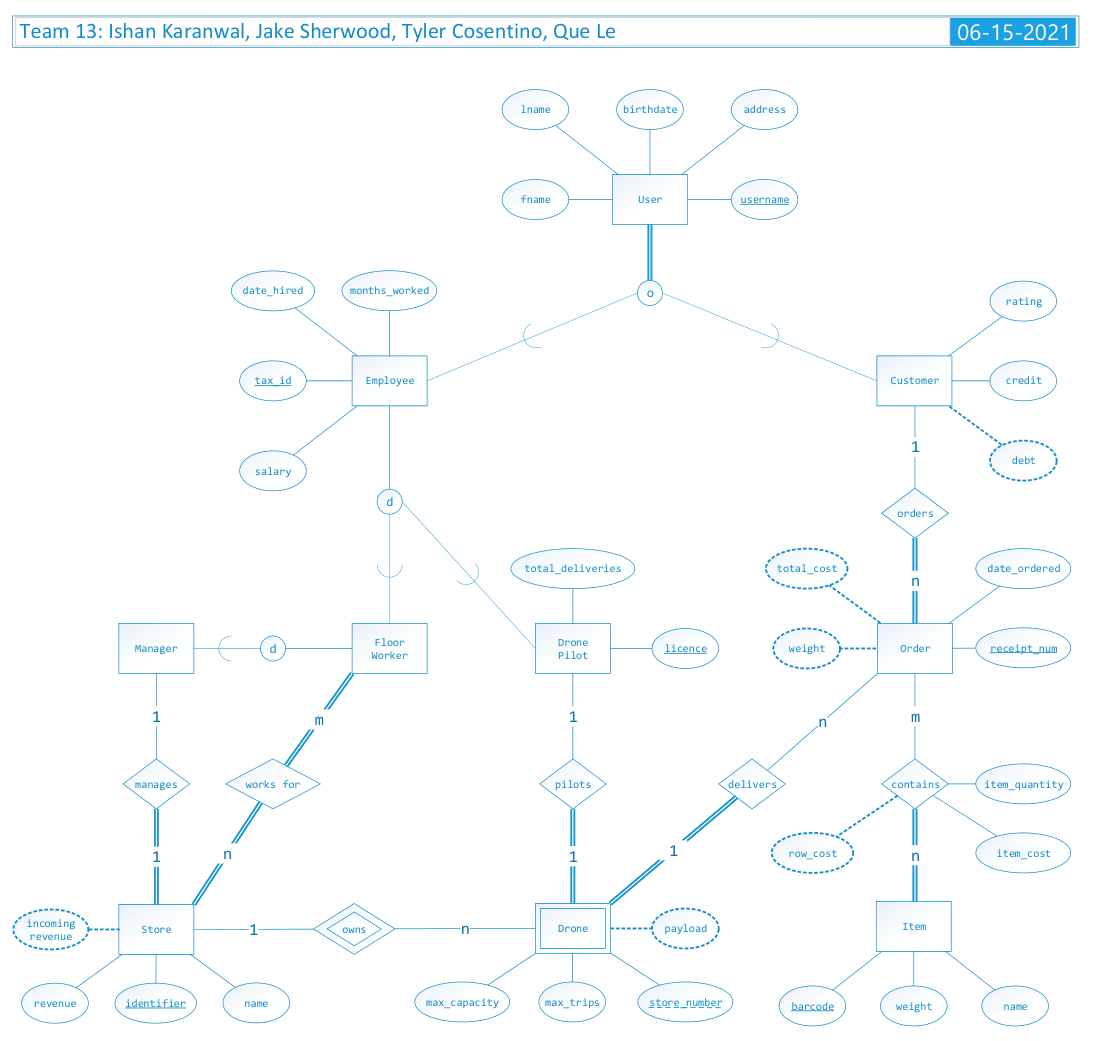 Team 13: Ishan Karanwal, Jake Sherwood, Tyler Cosentino, Que Le
06-15-2021
lname
birthdate
address
fname
User
username
o
date_hired
months_worked
rating
tax_id
Employee
Customer
credit
1
debt
salary
d
orders
total_deliveries
total_cost
n
date_ordered
Manager
d
Floor
Worker
Drone
Pilot
licence
weight
Order
receipt_num
1
m
1
n
m
manages
works for
pilots
delivers
contains
item_quantity
1
n
1
1
row_cost
n
item_cost
incoming
revenue
Store
1
owns
n
Drone
payload
Item
revenue
identifier
name
max_capacity
max_trips
store_number
barcode
weight
name